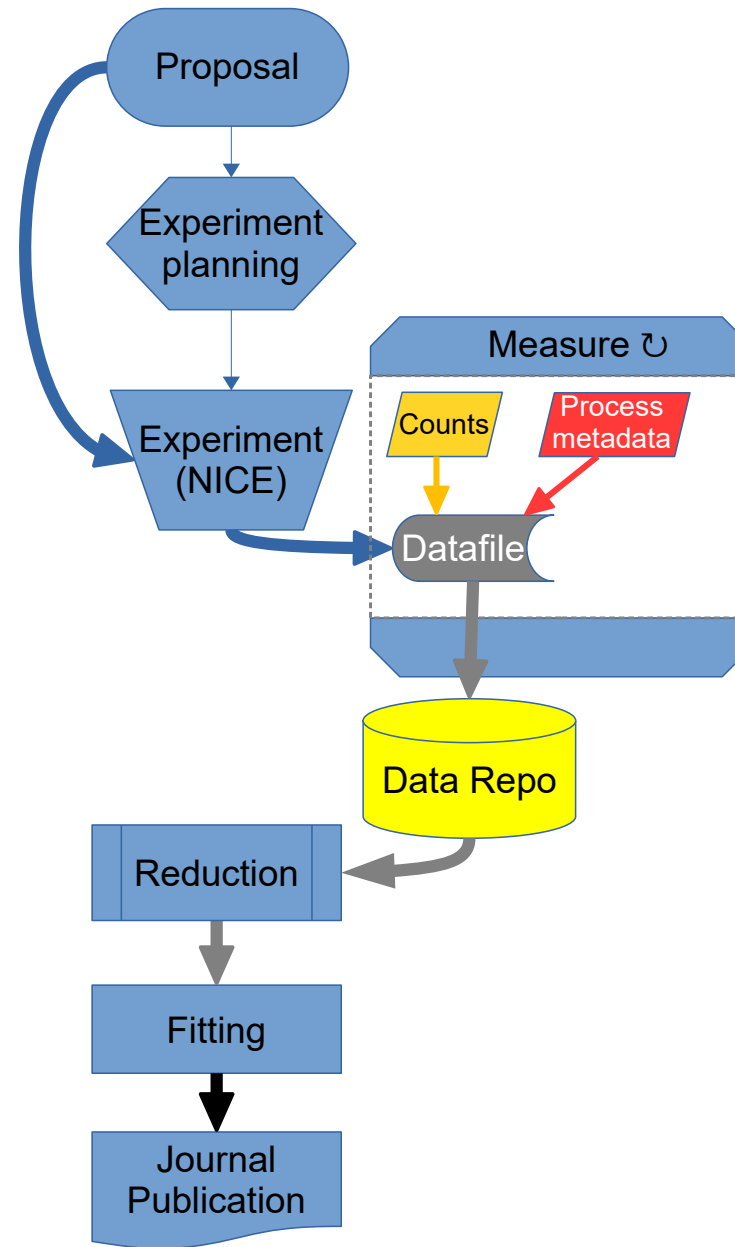 Proposal
Experiment
planning
Experiment
(NICE)
Measure ↻
Counts
Process
metadata
Datafile
Data Repo
Reduction
Fitting
Journal
Publication